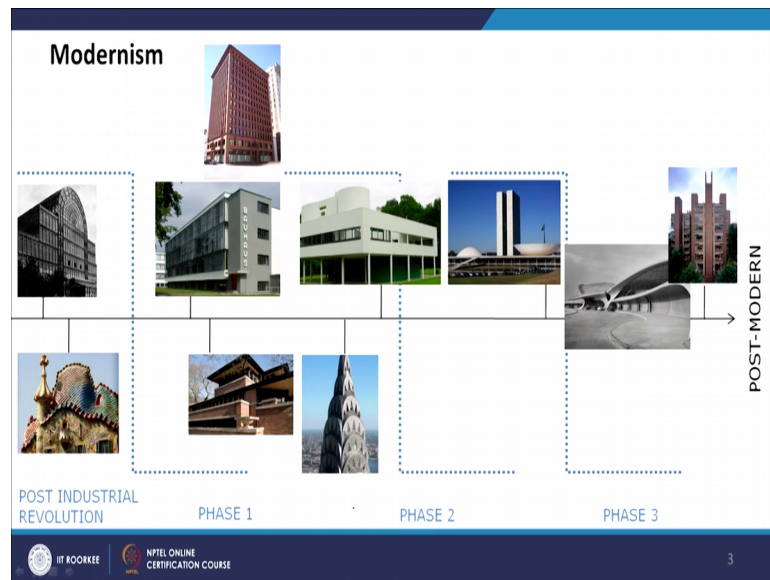 Modernism
BAUHAUS
POST-MODERN
POST INDUSTRIAL
REVOLUTION
PHASE 1
PHASE 2
PHASE 3
IIT ROORKEE
NPTEL ONLINE
CERTIFICATION COURSE
3